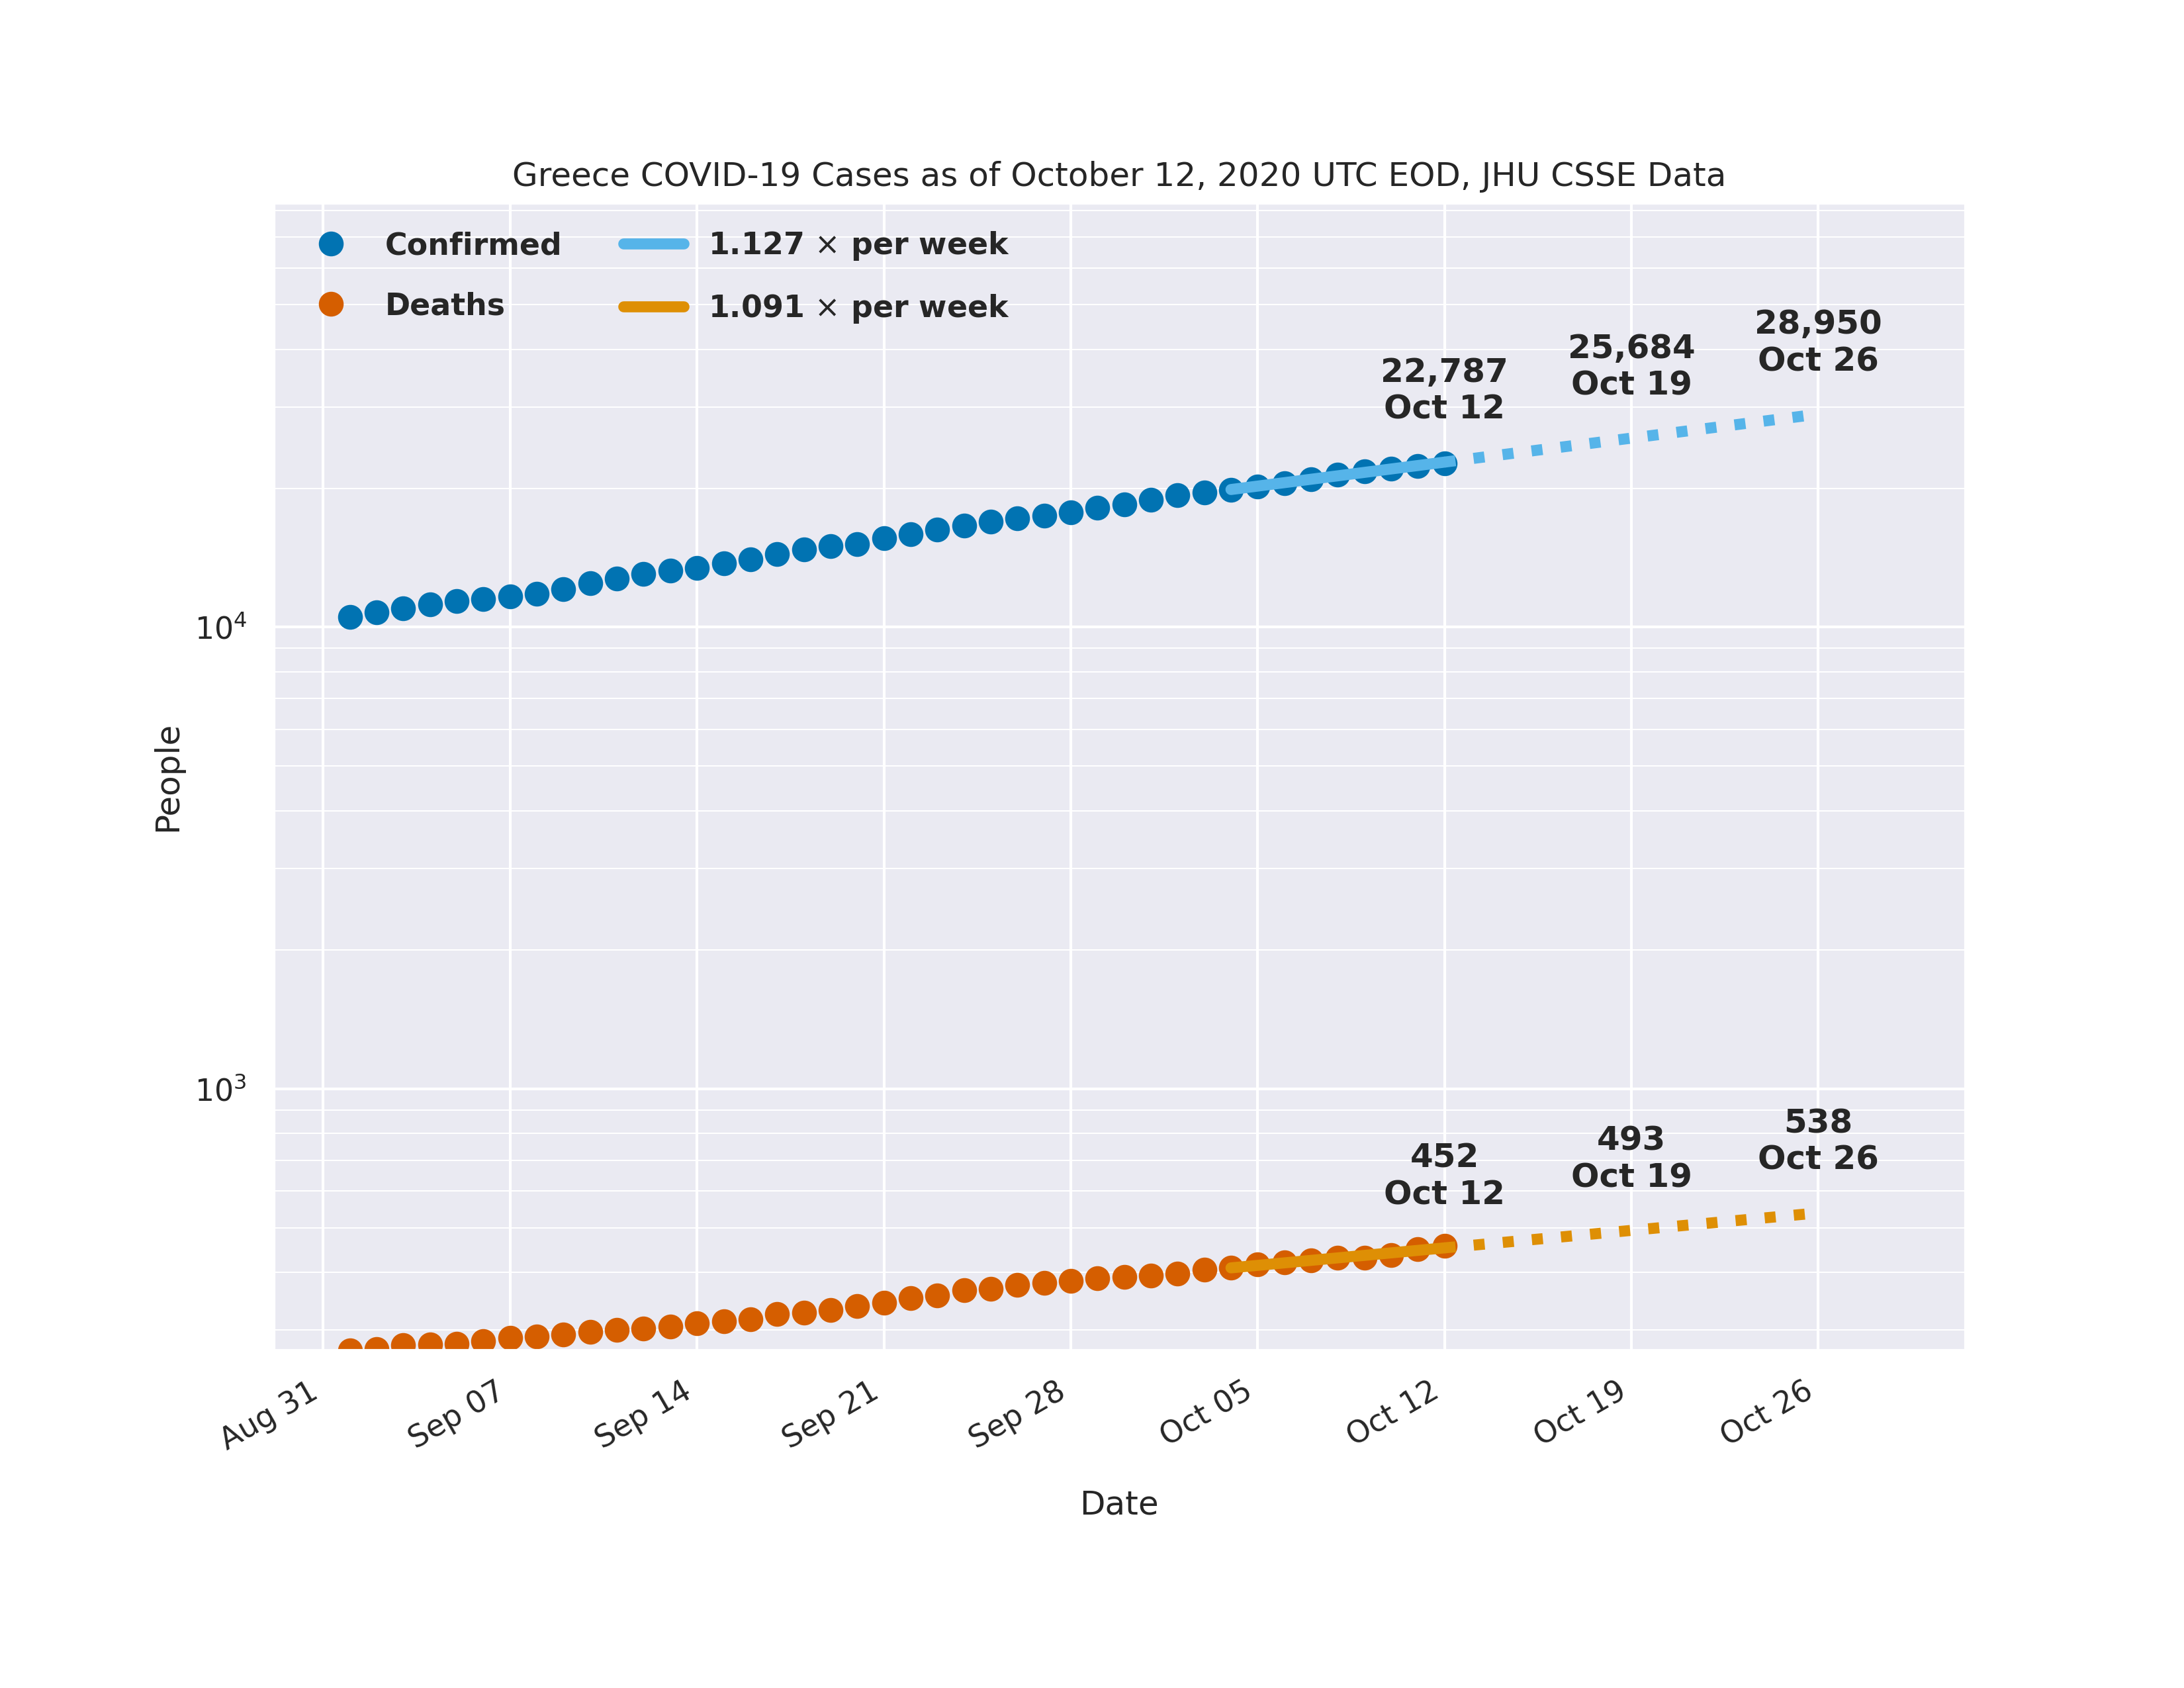 Greece COVID-19 Cases as of October 12, 2020 UTC EOD, JHU CSSE Data
Confirmed
Deaths
1.127 × per week
1.091 × per week
28,950
Oct 26
25,684
Oct 19
22,787
Oct 12
10⁴
People
10³
538
Oct 26
493
Oct 19
452
Oct 12
Aug 31
Sep 07
Sep 14
Sep 21
Sep 28
Oct 05
Oct 12
Oct 19
Oct 26
Date